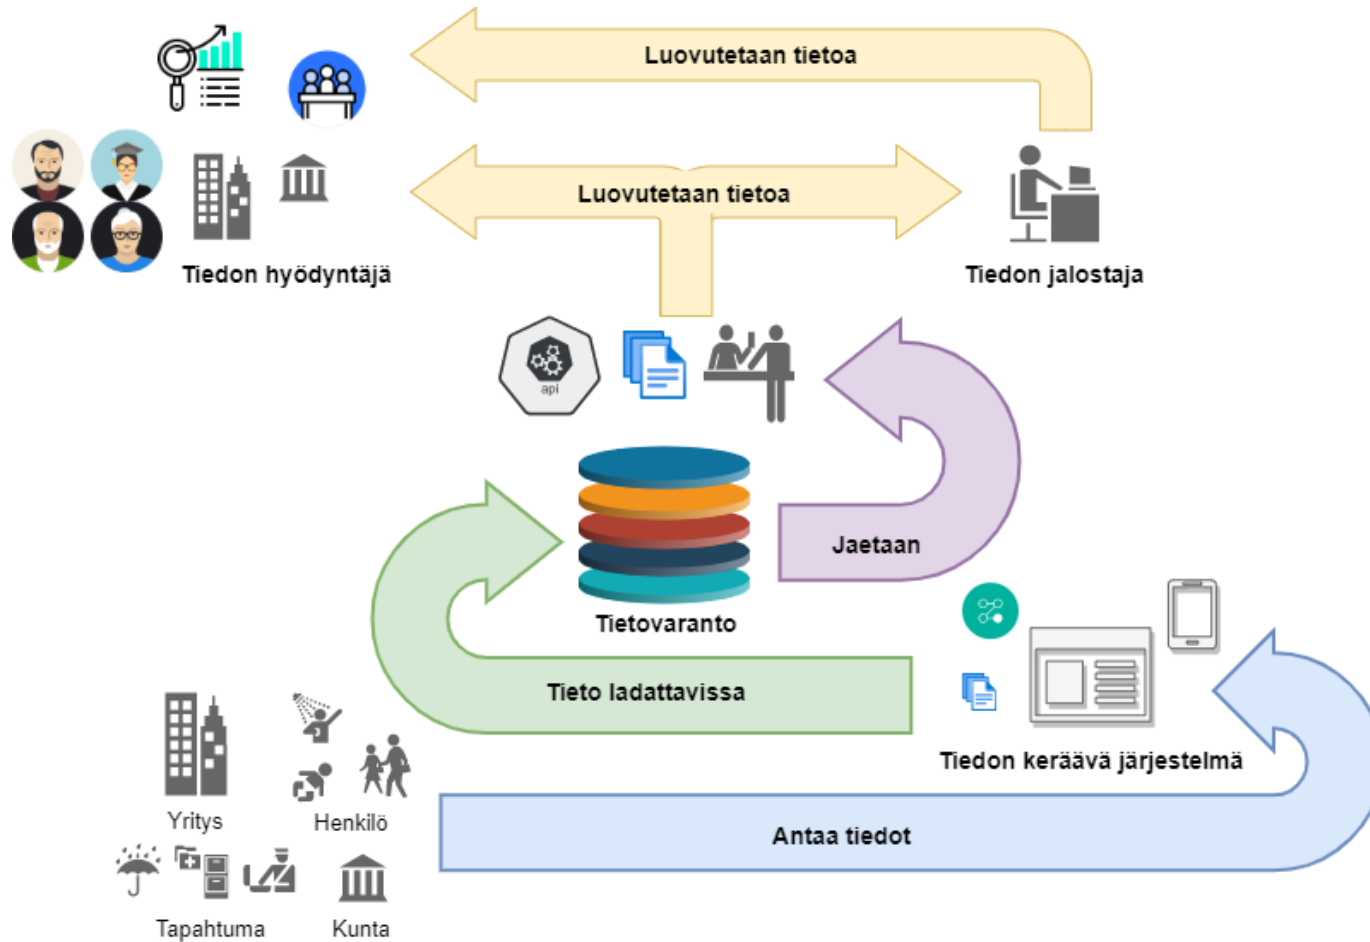 Luovutetaan tietoa
Luovutetaan tietoa
Tiedon hyödyntäjä
Tiedon jalostaja
api
Jaetaan
Tietovaranto
Tieto ladattavissa
Tiedon keräävä järjestelmä
Yritys
Henkilö
Antaa tiedot
Tapahtuma
Kunta